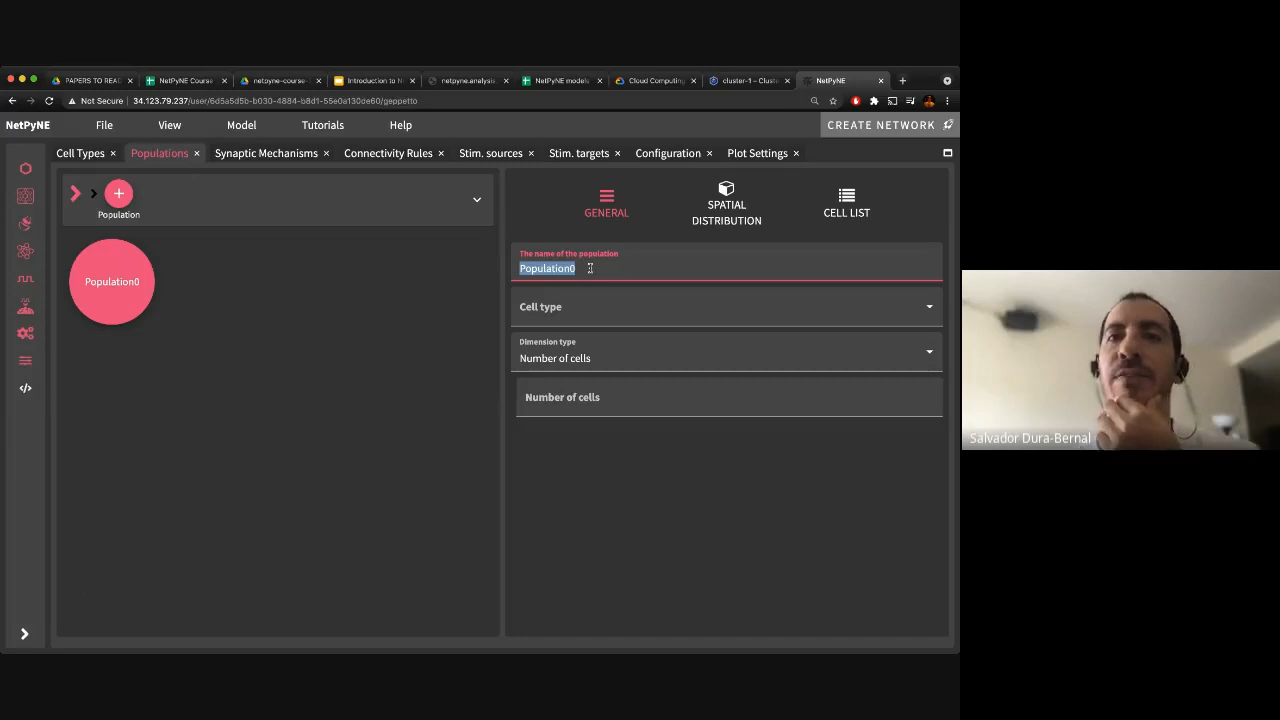 PAPERS TO READ
NetPyNE Course
netpyne-course-
Introduction to N
netpyne.analysis
NetPyNE models
Cloud Computing
cluster-1 – Cluste
NetPyNE
Not Secure
34.123.79.237/user/6d5a5d5b-b030-4884-b8d1-55e0a130de60/geppetto
NetPyNE
File
View
Model
Tutorials
Help
CREATE NETWORK
Cell Types
Populations
Synaptic Mechanisms
Connectivity Rules
Stim. sources
Stim. targets
Configuration
Plot Settings
Population
Population0
GENERAL
SPATIAL
DISTRIBUTION
CELL LIST
The name of the population
Population0
Cell type
Dimension type
Number of cells
Number of cells
Salvador Dura-Bernal